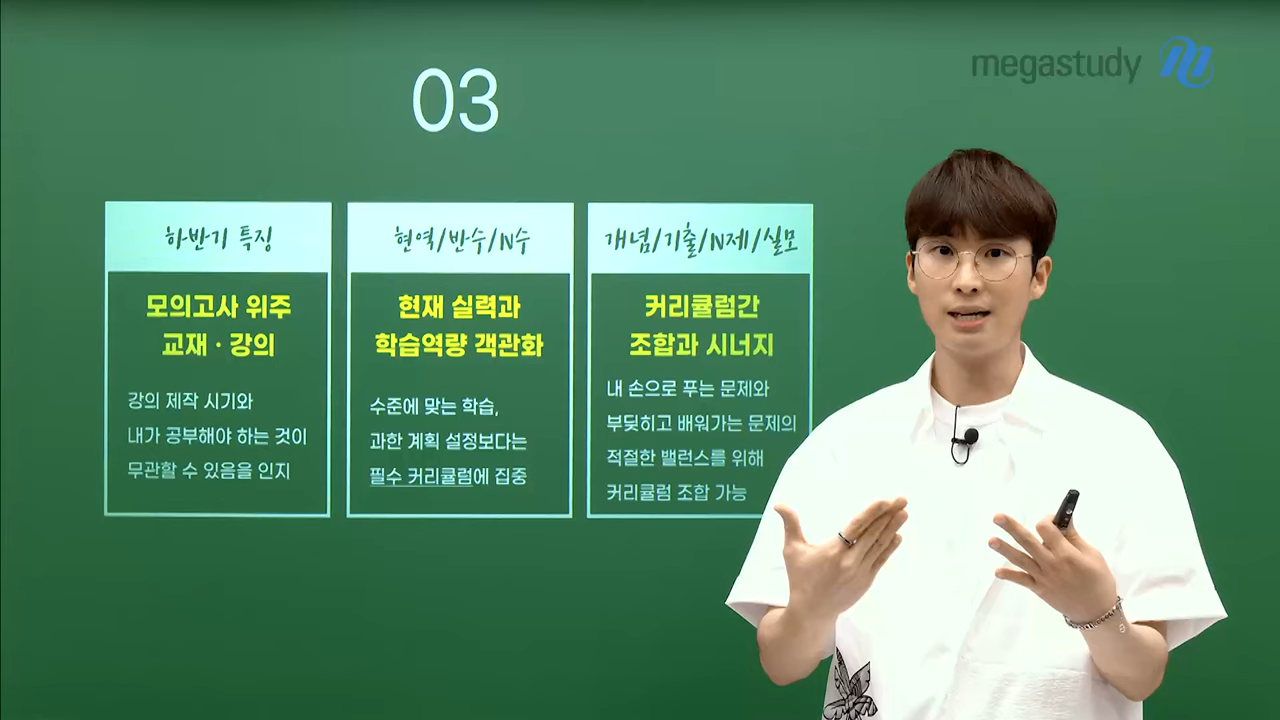 megastudy
03
하반기 특징
모의고사 위주
교재 · 강의
강의 제작 시기와
내가 공부해야 하는 것이
무관할 수 있음을 인지
현역/반수/N수
현재 실력과
학습역량 객관화
수준에 맞는 학습,
과한 계획 설정보다는
필수 커리큘럼에 집중
개념/기출/N제/실모
커리큘럼간
조합과 시너지
내 손으로 푸는 문제와
부딪히고 배워가는 문제의
적절한 밸런스를 위해
커리큘럼 조합 가능